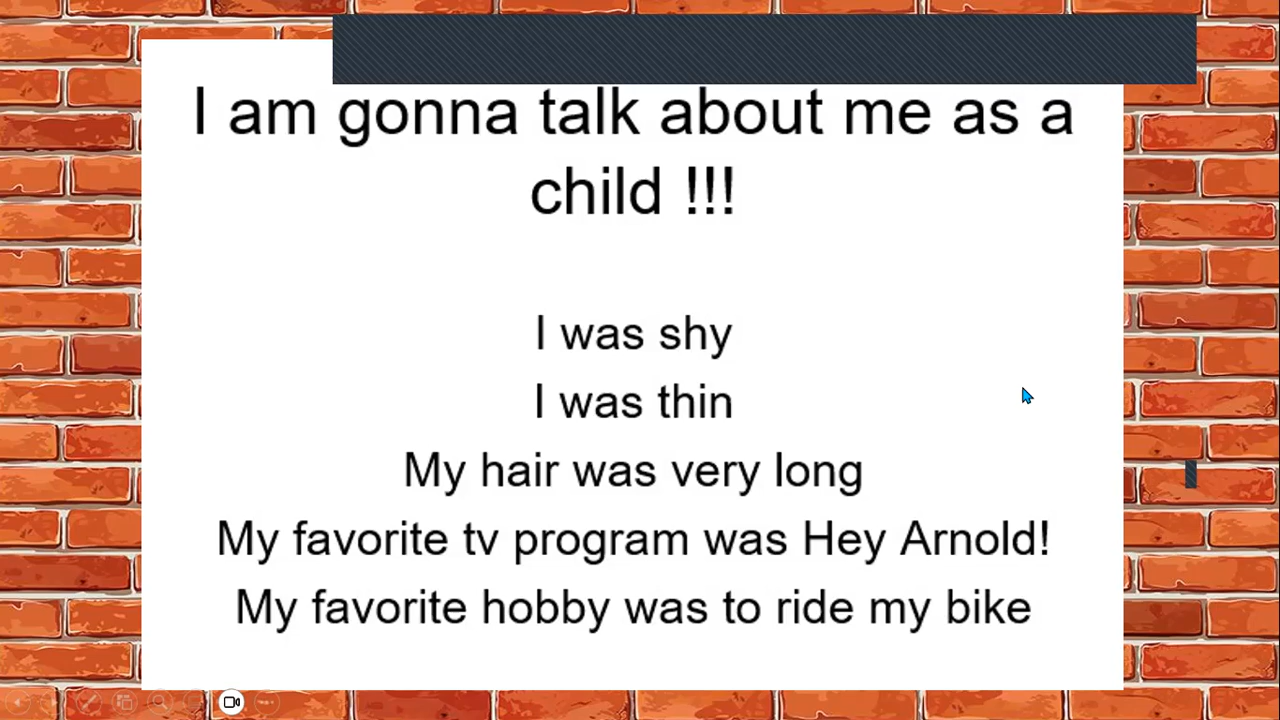 I am gonna talk about me as a
child !!!
I was shy
I was thin
My hair was very long
My favorite tv program was Hey Arnold!
My favorite hobby was to ride my bike